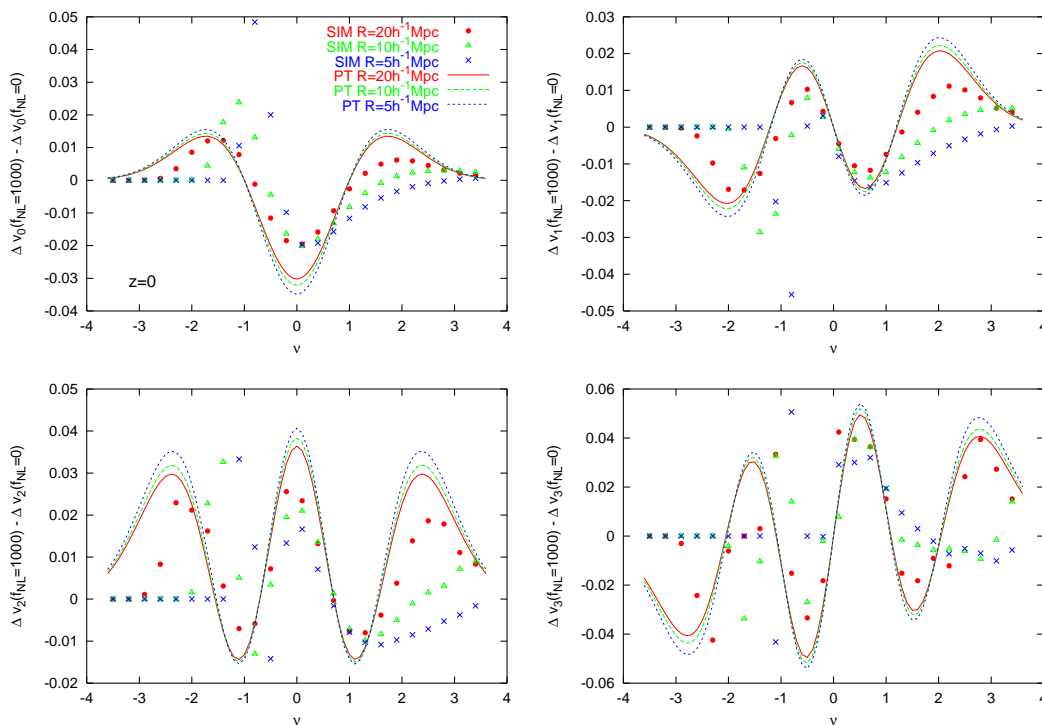 Δ v₀(f_NL=1000) - Δ v₀(f_NL=0)
0.05
0.04
0.03
0.02
0.01
0
-0.01
-0.02
-0.03
-0.04
SIM R=20h⁻¹Mpc
SIM R=10h⁻¹Mpc
SIM R=5h⁻¹Mpc
PT R=20h⁻¹Mpc
PT R=10h⁻¹Mpc
PT R=5h⁻¹Mpc
z=0
-4 -3 -2 -1 0 1 2 3 4
ν
Δ v₁(f_NL=1000) - Δ v₁(f_NL=0)
0.03
0.02
0.01
0
-0.01
-0.02
-0.03
-0.04
-0.05
-4 -3 -2 -1 0 1 2 3 4
ν
Δ v₂(f_NL=1000) - Δ v₂(f_NL=0)
0.05
0.04
0.03
0.02
0.01
0
-0.01
-0.02
-4 -3 -2 -1 0 1 2 3 4
ν
Δ v₃(f_NL=1000) - Δ v₃(f_NL=0)
0.06
0.04
0.02
0
-0.02
-0.04
-0.06
-4 -3 -2 -1 0 1 2 3 4
ν